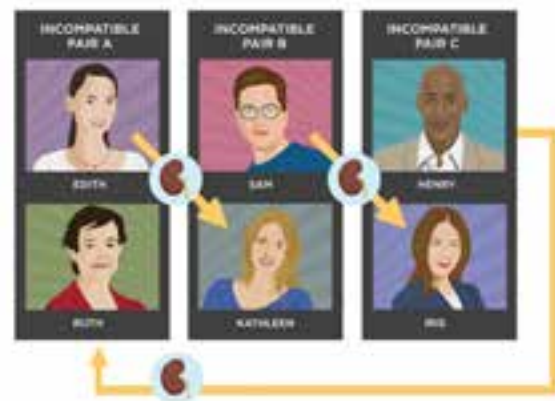 INCOMPATIBLE
PAIR A
INCOMPATIBLE
PAIR B
INCOMPATIBLE
PAIR C
EDITH
SAM
HENRY
RUTH
KATHLEEN
IRIS